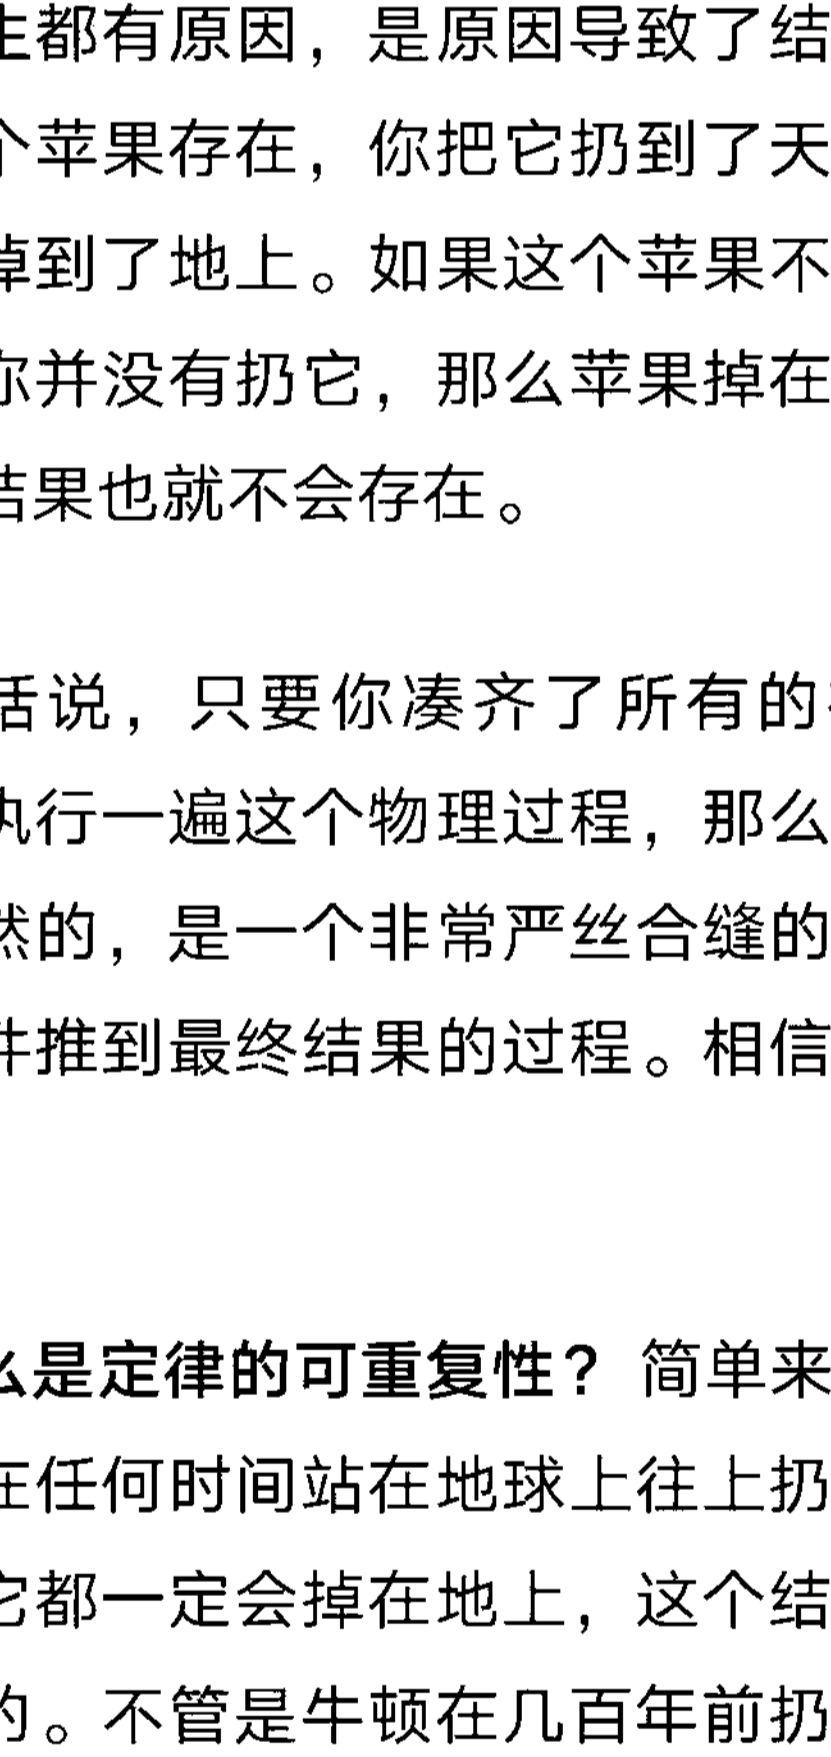 都有原因，是原因导致了结
个苹果存在，你把它扔到了天
掉到了地上。如果这个苹果不
你并没有扔它，那么苹果掉在
结果也就不会存在。
话说，只要你凑齐了所有的
执行一遍这个物理过程，那么
然的，是一个非常严丝合缝的
件推到最终结果的过程。相信
么是定律的可重复性？简单来
在任何时间站在地球上往上扔
它都一定会掉在地上，这个结
的。不管是牛顿在几百年前扔